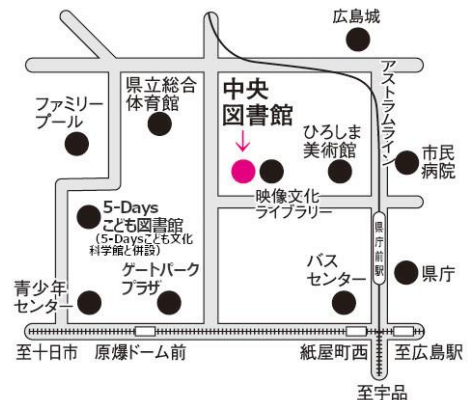 広島城
アストラムライン
県立総合
体育館
中央
図書館
ファミリー
プール
ひろしま
美術館
市民
病院
映像文化
ライブラリー
5-Days
こども図書館
(5-Daysこども文化
科学館と併設)
県庁前駅
ゲートパーク
プラザ
バス
センター
県庁
青少年
センター
至十日市
原爆ドーム前
紙屋町西
至広島駅
至宇品